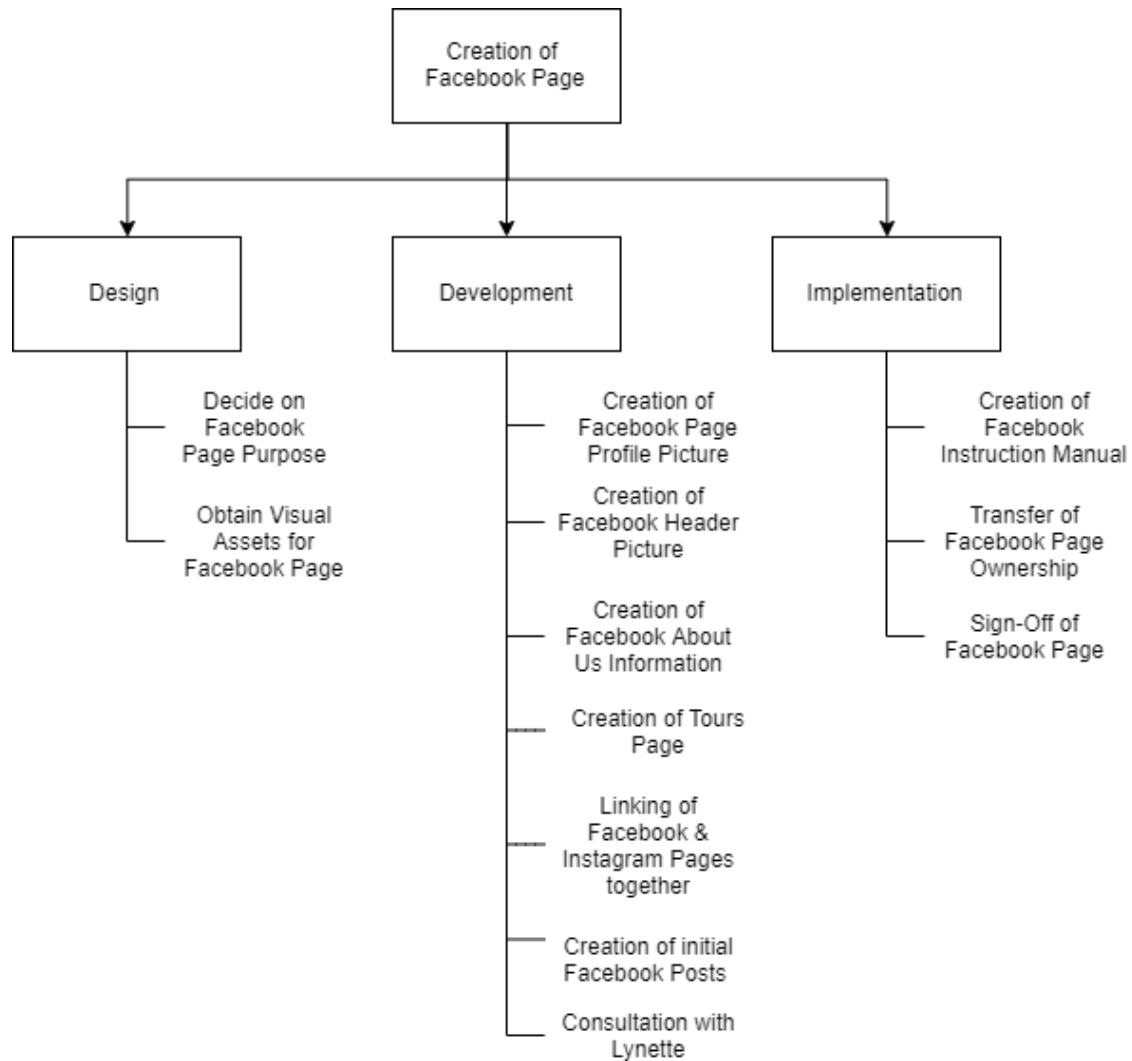 Creation of
Facebook Page
Design
Decide on
Facebook
Page Purpose
Obtain Visual
Assets for
Facebook Page
Development
Creation of
Facebook Page
Profile Picture
Creation of
Facebook Header
Picture
Creation of
Facebook About
Us Information
Creation of Tours
Page
Linking of
Facebook &
Instagram Pages
together
Creation of initial
Facebook Posts
Consultation with
Lynette
Implementation
Creation of
Facebook
Instruction Manual
Transfer of
Facebook Page
Ownership
Sign-Off of
Facebook Page